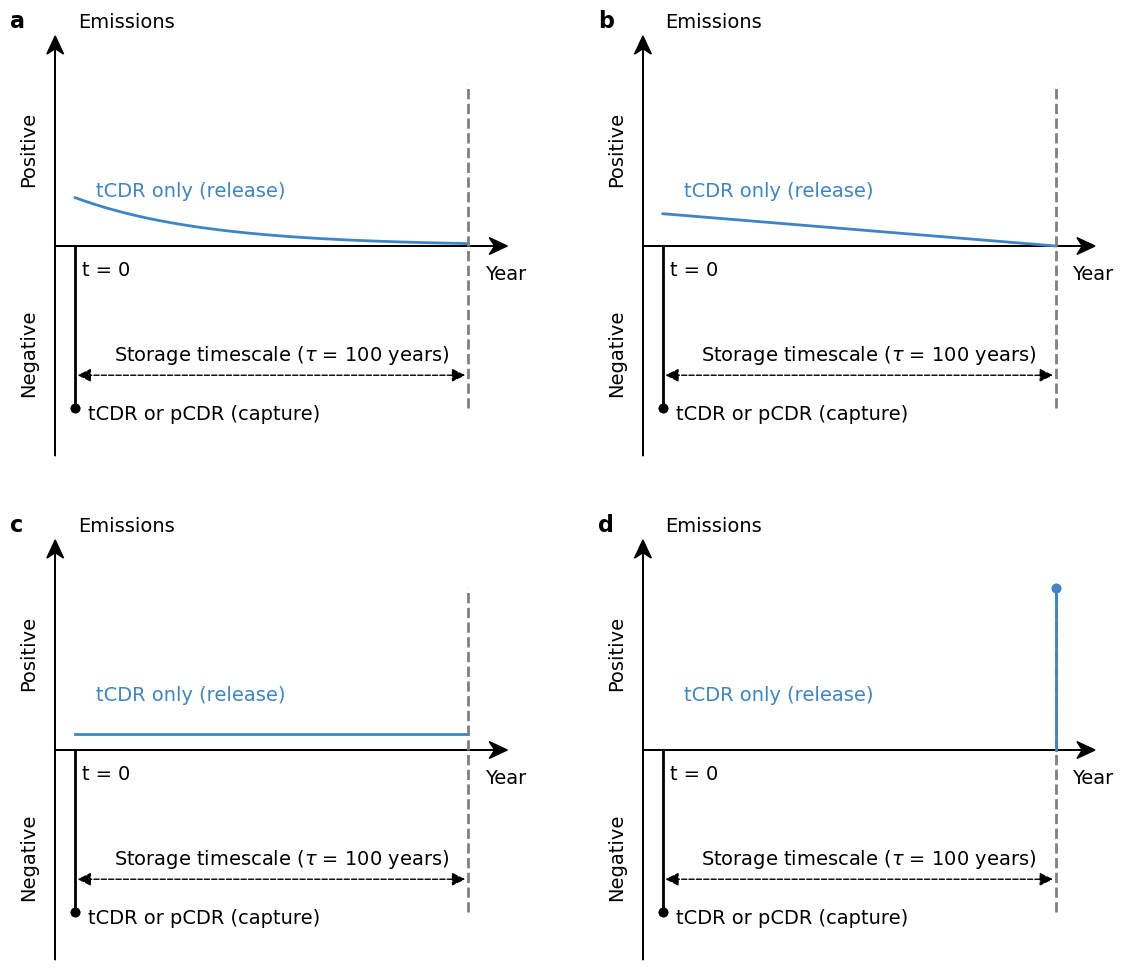 a
Emissions
Positive
tCDR only (release)
t = 0
Year
Negative
Storage timescale (τ = 100 years)
tCDR or pCDR (capture)
b
Emissions
Positive
tCDR only (release)
t = 0
Year
Negative
Storage timescale (τ = 100 years)
tCDR or pCDR (capture)
c
Emissions
Positive
tCDR only (release)
t = 0
Year
Negative
Storage timescale (τ = 100 years)
tCDR or pCDR (capture)
d
Emissions
Positive
tCDR only (release)
t = 0
Year
Negative
Storage timescale (τ = 100 years)
tCDR or pCDR (capture)